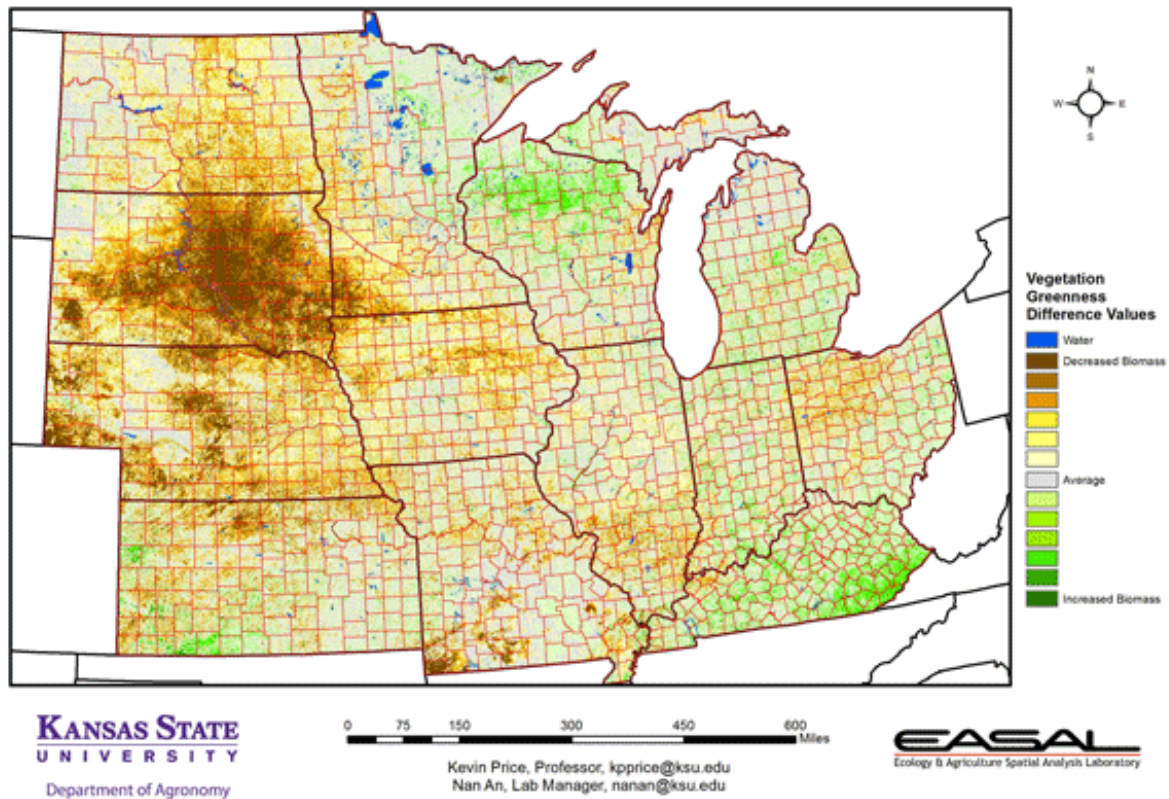 N
W
E
S
Vegetation
Greenness
Difference Values
Water
Decreased Biomass
Average
Increased Biomass
KANSAS STATE
UNIVERSITY
Department of Agronomy
0 75 150 300 450 600
Miles
Kevin Price, Professor, kpprice@ksu.edu
Nan An, Lab Manager, nanan@ksu.edu
EASAL
Ecology & Agriculture Spatial Analysis Laboratory